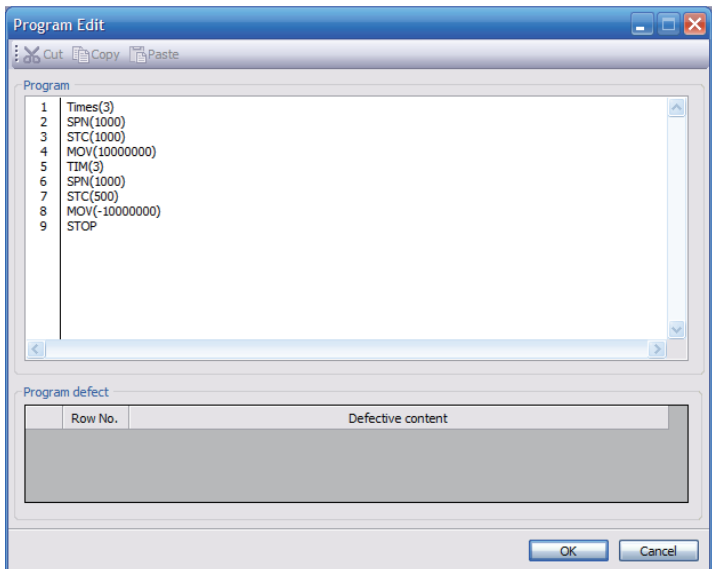 Program Edit
Cut Copy Paste
Program
1 Times(3)
2 SPN(1000)
3 STC(1000)
4 MOV(10000000)
5 TIM(3)
6 SPN(1000)
7 STC(500)
8 MOV(-10000000)
9 STOP
Program defect
Row No. Defective content
OK Cancel